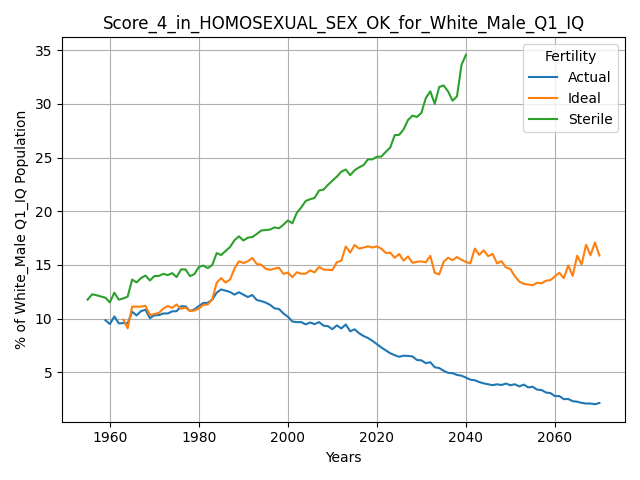 Score_4_in_HOMOSEXUAL_SEX_OK_for_White_Male_Q1_IQ
Fertility
Actual
Ideal
Sterile
% of White_Male Q1_IQ Population
35
30
25
20
15
10
5
1960 1980 2000 2020 2040 2060
Years